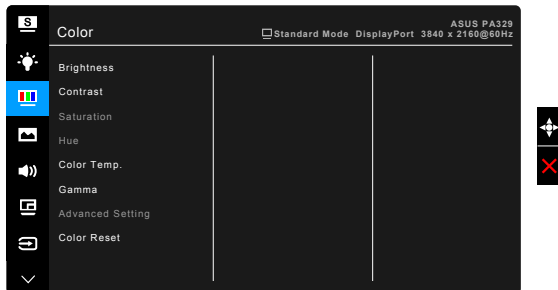 S
Color
ASUS PA329
Standard Mode DisplayPort 3840 x 2160@60Hz
Brightness
Contrast
Saturation
Hue
Color Temp.
Gamma
Advanced Setting
Color Reset